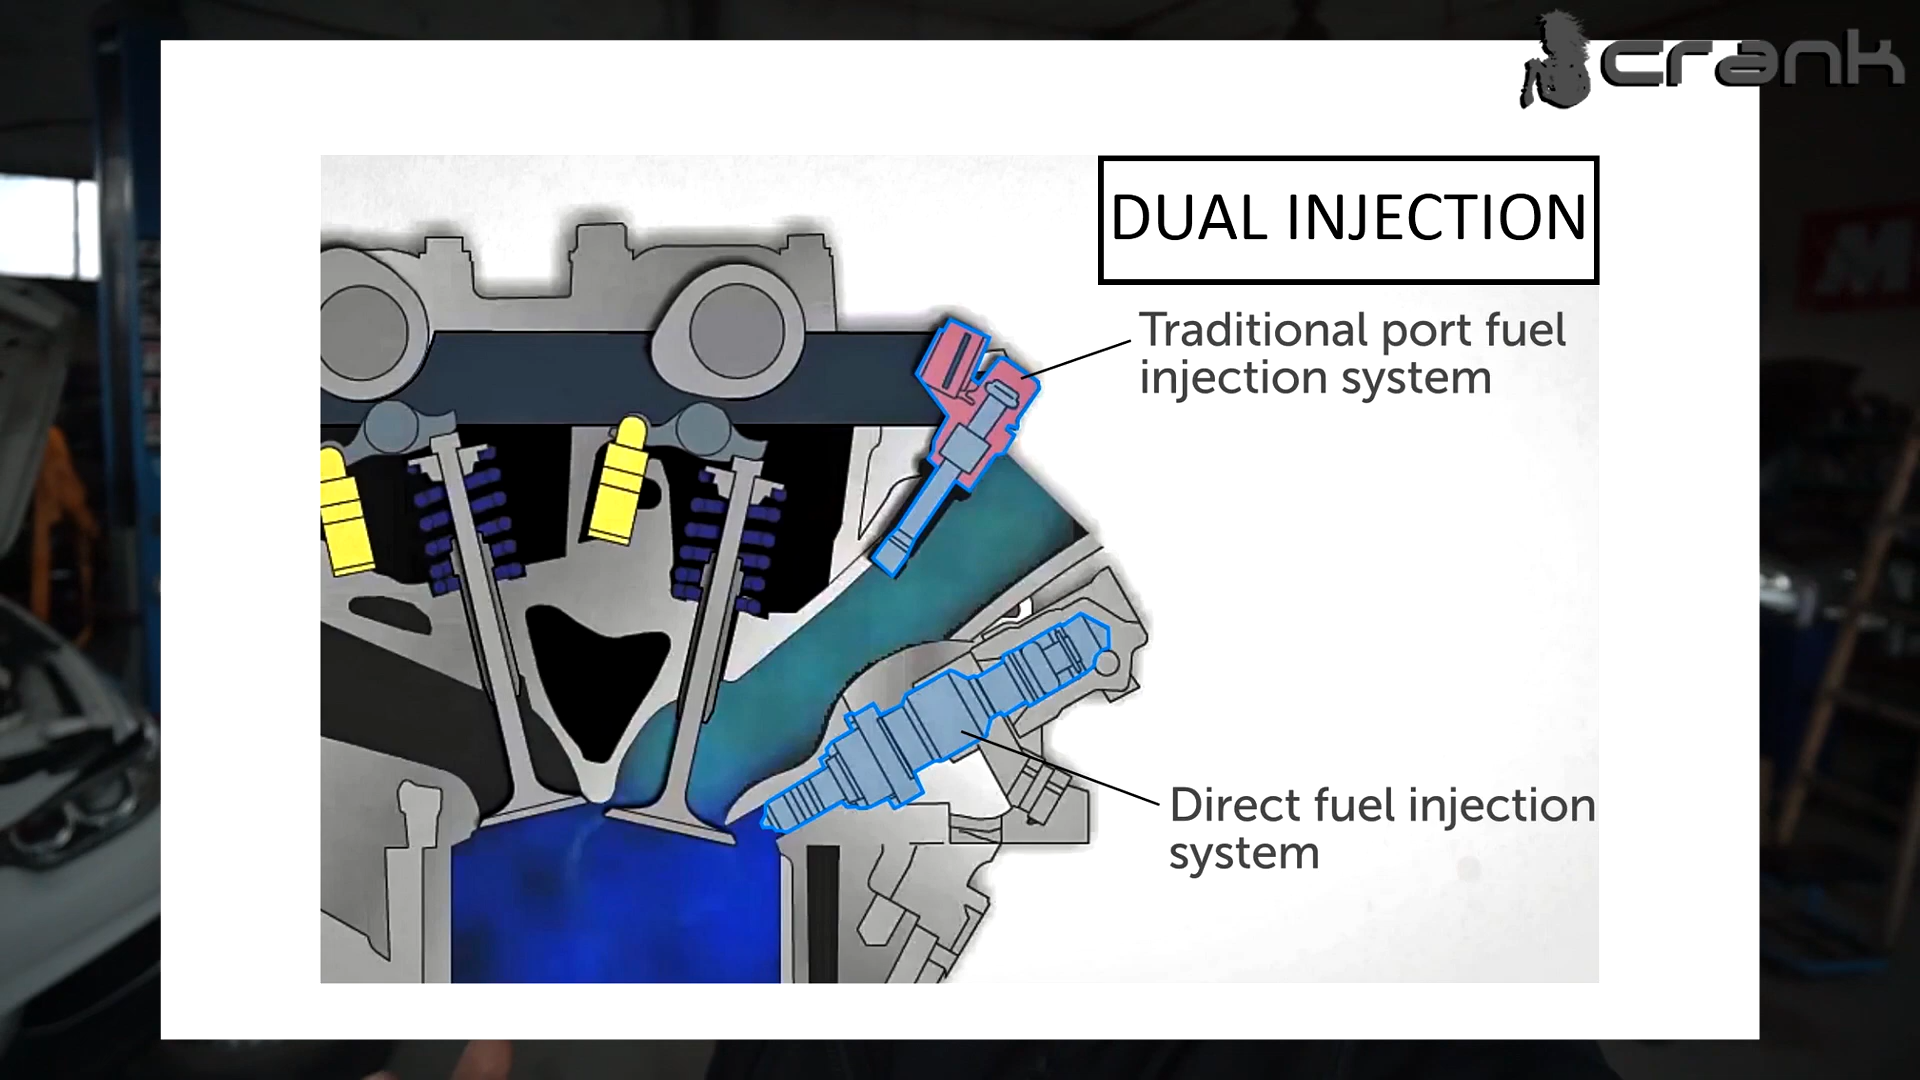 crank
DUAL INJECTION
Traditional port fuel
injection system
Direct fuel injection
system